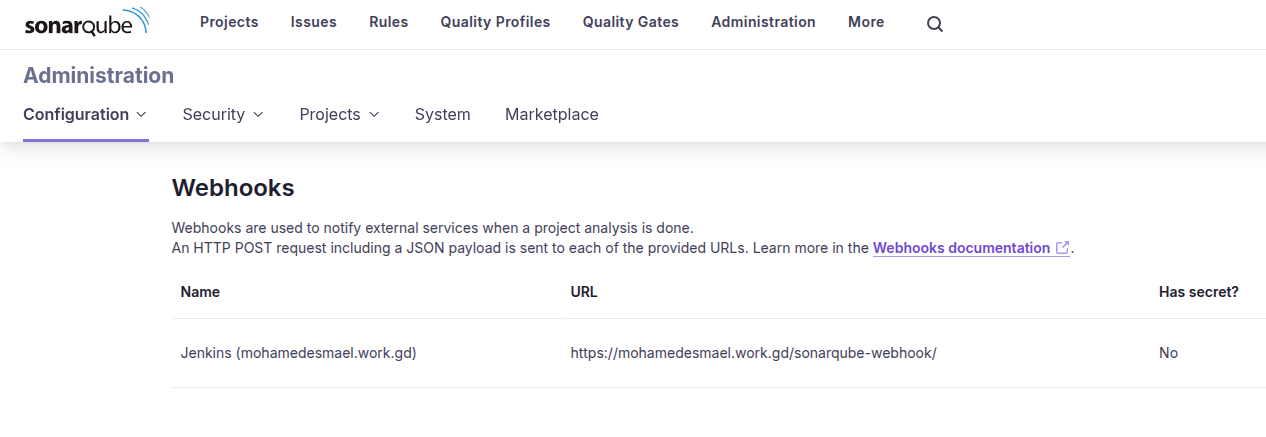 sonarqube Projects Issues Rules Quality Profiles Quality Gates Administration More
Administration
Configuration Security Projects System Marketplace
Webhooks
Webhooks are used to notify external services when a project analysis is done.
An HTTP POST request including a JSON payload is sent to each of the provided URLs. Learn more in the Webhooks documentation.
Name URL Has secret?
Jenkins (mohamedesmael.work.gd) https://mohamedesmael.work.gd/sonarqube-webhook/ No